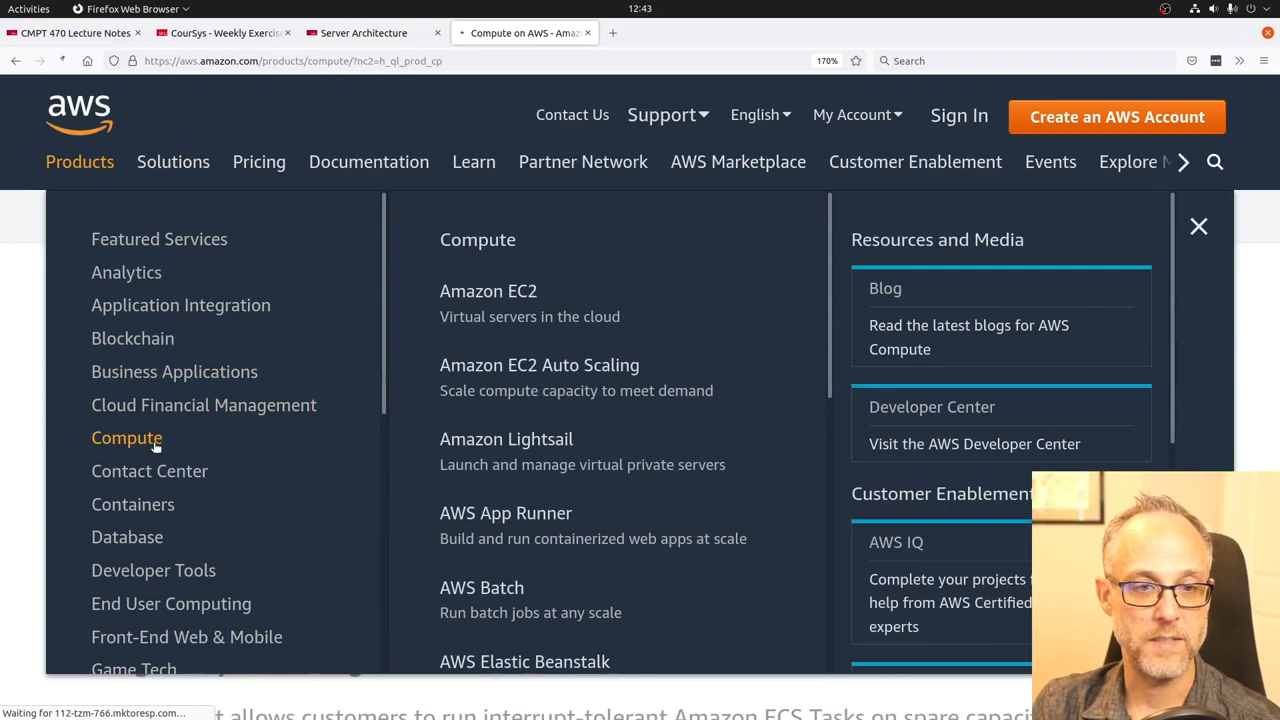 Activities
Firefox Web Browser
12:43
CMPT 470 Lecture Notes
CourSys - Weekly Exercise
Server Architecture
Compute on AWS - Amaz
https://aws.amazon.com/products/compute/?nc2=h_ql_prod_cp
170%
Search
aws
Contact Us
Support
English
My Account
Sign In
Create an AWS Account
Products
Solutions
Pricing
Documentation
Learn
Partner Network
AWS Marketplace
Customer Enablement
Events
Explore M
Featured Services
Analytics
Application Integration
Blockchain
Business Applications
Cloud Financial Management
Compute
Contact Center
Containers
Database
Developer Tools
End User Computing
Front-End Web & Mobile
Game Tech
Compute
Amazon EC2
Virtual servers in the cloud
Amazon EC2 Auto Scaling
Scale compute capacity to meet demand
Amazon Lightsail
Launch and manage virtual private servers
AWS App Runner
Build and run containerized web apps at scale
AWS Batch
Run batch jobs at any scale
AWS Elastic Beanstalk
Resources and Media
Blog
Read the latest blogs for AWS
Compute
Developer Center
Visit the AWS Developer Center
Customer Enablement
AWS IQ
Complete your projects
help from AWS Certified
experts
Waiting for 112-tzm-766.mktoresp.com…
t allows customers to run interrupt-tolerant Amazon ECS Tasks on spare capaci